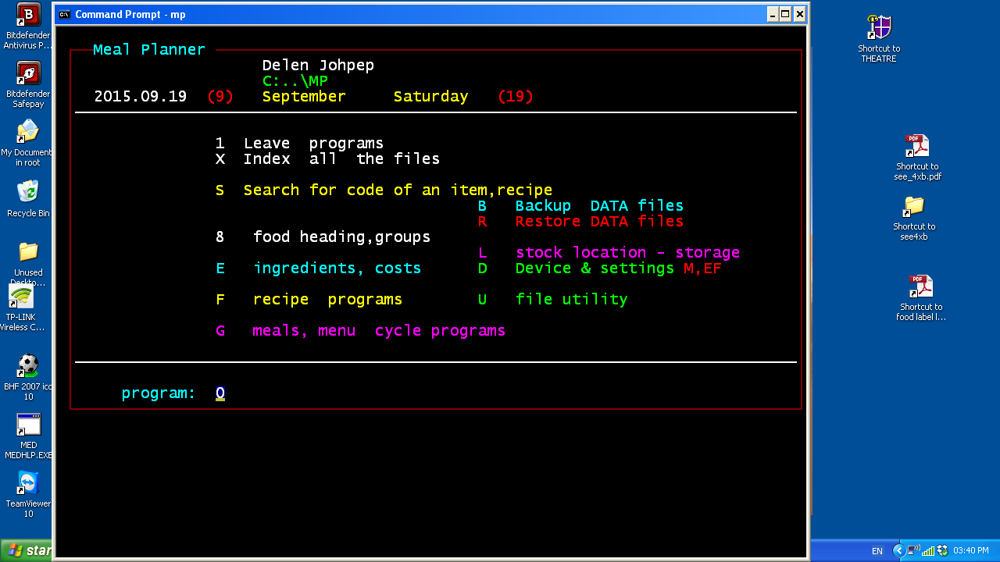 Command Prompt - mp
Meal Planner
Delen Johpep
C:..\MP
2015.09.19 (9) September Saturday (19)
1 Leave programs
X Index all the files
S Search for code of an item,recipe
B Backup DATA files
R Restore DATA files
8 food heading,groups
L stock location - storage
E ingredients, costs
D Device & settings M,EF
F recipe programs
U file utility
G meals, menu cycle programs
program: 0
Bitdefender
Antivirus P...
Bitdefender
Safepay
My Document
in root
Recycle Bin
Unused
Deskto...
TP-LINK
Wireless C...
BHF 2007 ico
10
MED
MEDHLP.EXE
TeamViewer
10
Shortcut to
THEATRE
Shortcut to
see_4xb.pdf
Shortcut to
see4xb
Shortcut to
food label l...
star
EN
03:40 PM